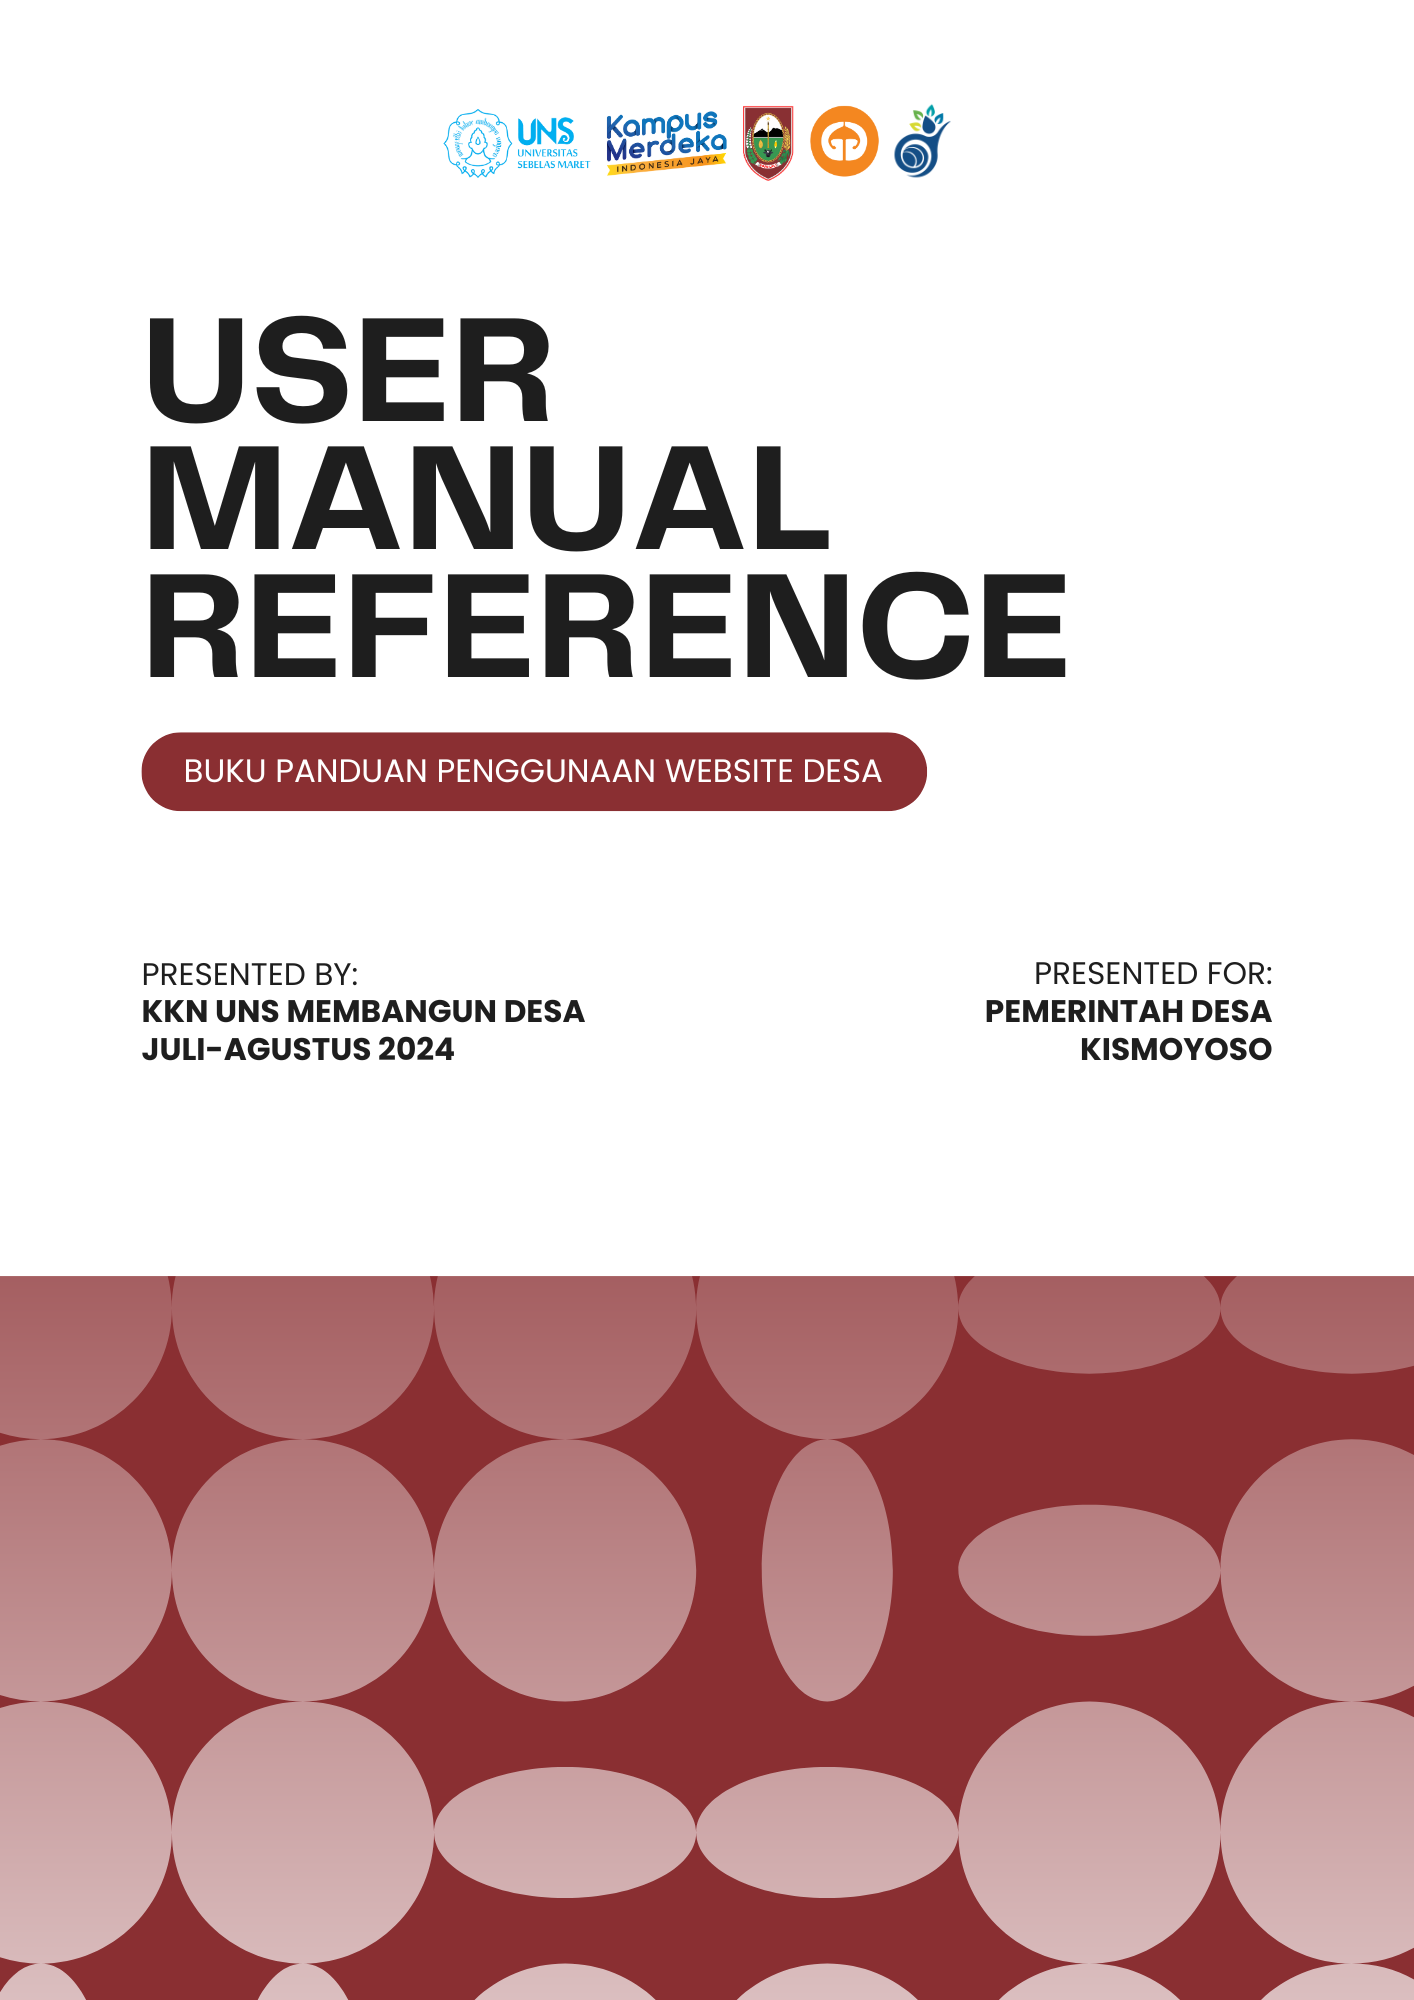 UNS
UNIVERSITAS
SEBELAS MARET
Kampus
Merdeka
INDONESIA JAYA
USER
MANUAL
REFERENCE
BUKU PANDUAN PENGGUNAAN WEBSITE DESA
PRESENTED BY:
KKN UNS MEMBANGUN DESA
JULI-AGUSTUS 2024
PRESENTED FOR:
PEMERINTAH DESA
KISMOYOSO